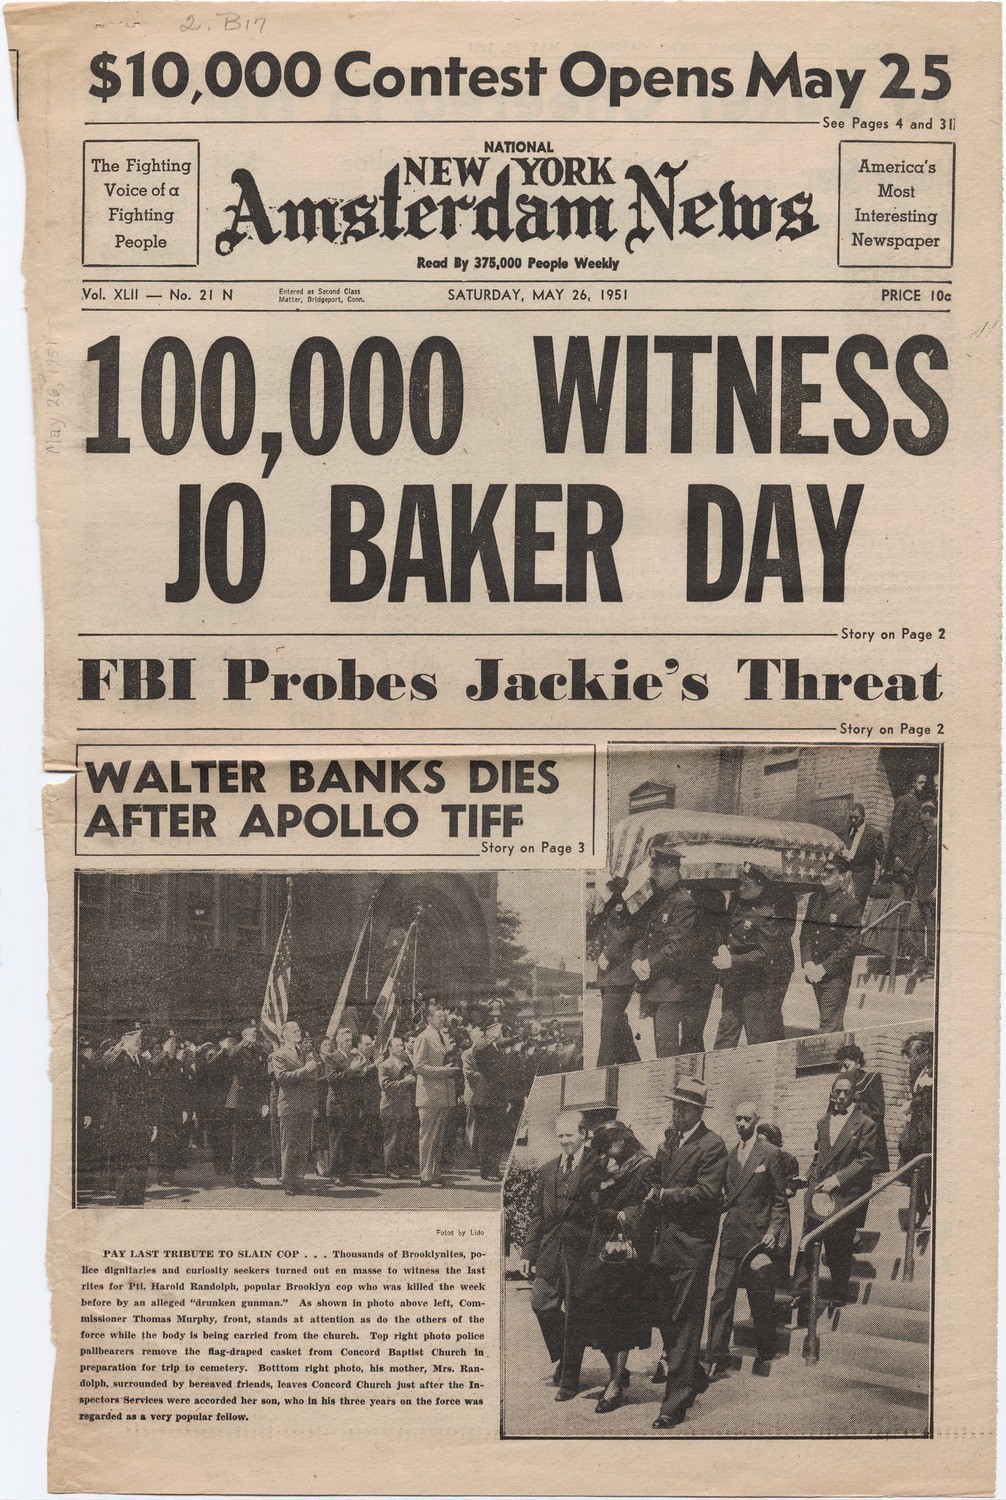 2. B17
$10,000 Contest Opens May 25
See Pages 4 and 31
The Fighting
Voice of a
Fighting
People
NATIONAL
NEW YORK
Amsterdam News
Read By 375,000 People Weekly
America's
Most
Interesting
Newspaper
Vol. XLII — No. 21 N
Entered as Second Class
Matter, Bridgeport, Conn.
SATURDAY, MAY 26, 1951
PRICE 10c
May 26, 1951
100,000 WITNESS
JO BAKER DAY
Story on Page 2
FBI Probes Jackie's Threat
Story on Page 2
WALTER BANKS DIES
AFTER APOLLO TIFF
Story on Page 3
Fotos by Lido
PAY LAST TRIBUTE TO SLAIN COP . . . Thousands of Brooklynites, po-
lice dignitaries and curiosity seekers turned out en masse to witness the last
rites for Ptl. Harold Randolph, popular Brooklyn cop who was killed the week
before by an alleged "drunken gunman." As shown in photo above left, Com-
missioner Thomas Murphy, front, stands at attention as do the others of the
force while the body is being carried from the church. Top right photo police
pallbearers remove the flag-draped casket from Concord Baptist Church in
preparation for trip to cemetery. Botttom right photo, his mother, Mrs. Ran-
dolph, surrounded by bereaved friends, leaves Concord Church just after the In-
spectors Services were accorded her son, who in his three years on the force was
regarded as a very popular fellow.